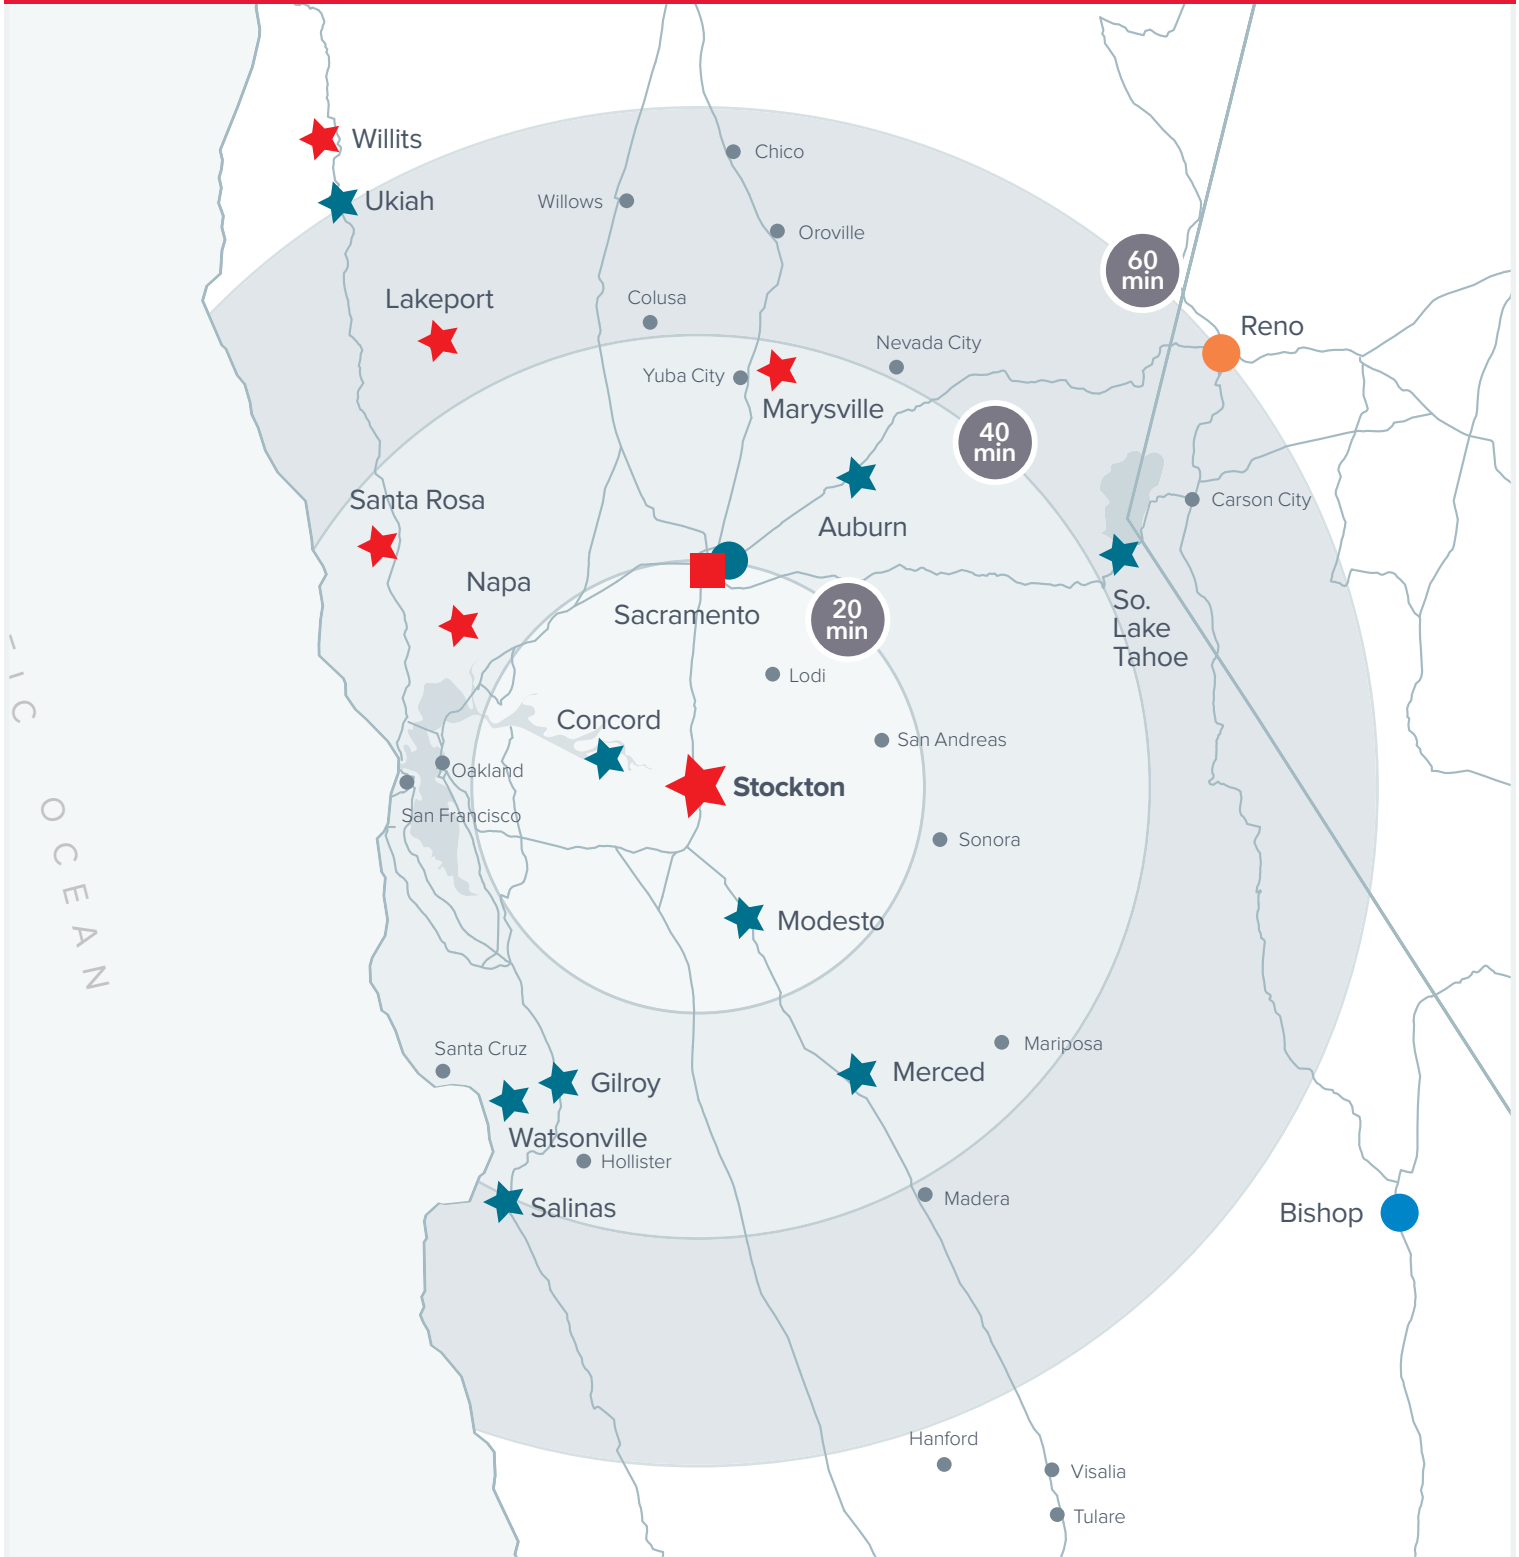 Willits
Chico
Ukiah
Willows
Oroville
60
min
Lakeport
Colusa
Reno
Nevada City
Yuba City
Marysville
40
min
Santa Rosa
Carson City
Auburn
Napa
So.
Lake
Tahoe
Sacramento
20
min
Lodi
Concord
San Andreas
Oakland
Stockton
San Francisco
Sonora
IC OCEAN
Modesto
Santa Cruz
Mariposa
Gilroy
Merced
Watsonville
Hollister
Salinas
Madera
Bishop
Hanford
Visalia
Tulare